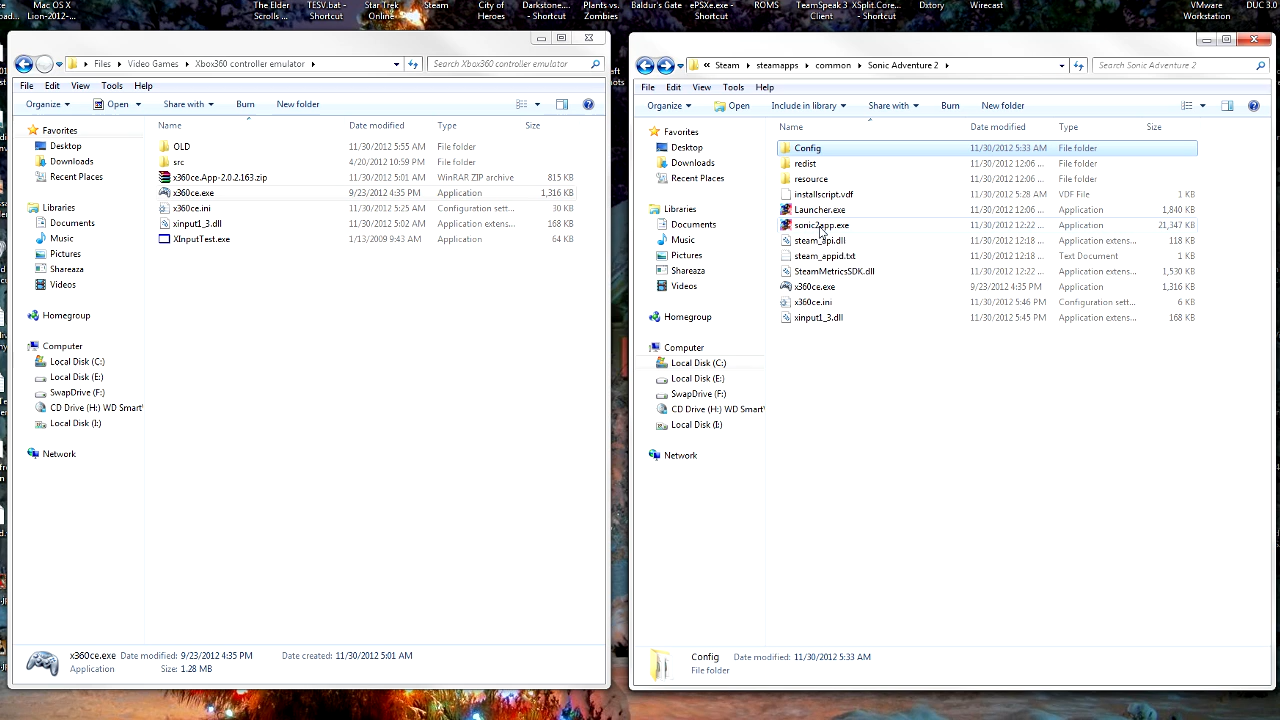 Mac OS X
Lion-2012-...
The Elder
Scrolls ...
TESV.bat -
Shortcut
Star Trek
Online
Steam
City of
Heroes
Darkstone...
- Shortcut
Plants vs.
Zombies
Baldur's Gate
ePSXe.exe -
Shortcut
ROMS
TeamSpeak 3
Client
XSplit.Core...
- Shortcut
Dxtory
Wirecast
VMware
Workstation
DUC 3.0
Files Video Games Xbox360 controller emulator
Search Xbox360 controller emulator
File Edit View Tools Help
Organize Open Share with Burn New folder
Name Date modified Type Size
Favorites
Desktop
Downloads
Recent Places
Libraries
Documents
Music
Pictures
Shareaza
Videos
Homegroup
Computer
Local Disk (C:)
Local Disk (E:)
SwapDrive (F:)
CD Drive (H:) WD Smart
Local Disk (I:)
Network
OLD 11/30/2012 5:55 AM File folder
src 4/20/2012 10:59 PM File folder
x360ce.App-2.0.2.163.zip 11/30/2012 5:01 AM WinRAR ZIP archive 815 KB
x360ce.exe 9/23/2012 4:35 PM Application 1,316 KB
x360ce.ini 11/30/2012 5:05 AM Configuration sett... 30 KB
xinput1_3.dll 11/30/2012 5:02 AM Application extens... 168 KB
XInputTest.exe 1/13/2009 9:43 AM Application 64 KB
x360ce.exe Date modified: 9/23/2012 4:35 PM Date created: 11/30/2012 5:01 AM
Application Size: 1.28 MB
« Steam steamapps common Sonic Adventure 2
Search Sonic Adventure 2
File Edit View Tools Help
Organize Open Include in library Share with Burn New folder
Name Date modified Type Size
Favorites
Desktop
Downloads
Recent Places
Libraries
Documents
Music
Pictures
Shareaza
Videos
Homegroup
Computer
Local Disk (C:)
Local Disk (E:)
SwapDrive (F:)
CD Drive (H:) WD Smart
Local Disk (I:)
Network
Config 11/30/2012 5:33 AM File folder
redist 11/30/2012 12:06 ... File folder
resource 11/30/2012 12:06 ... File folder
installscript.vdf 11/30/2012 5:28 AM VDF File 1 KB
Launcher.exe 11/30/2012 12:06 ... Application 1,840 KB
sonic2app.exe 11/30/2012 12:22 ... Application 21,347 KB
steam_api.dll 11/30/2012 12:18 ... Application extens... 118 KB
steam_appid.txt 11/30/2012 12:18 ... Text Document 1 KB
SteamMetricsSDK.dll 11/30/2012 12:22 ... Application extens... 1,530 KB
x360ce.exe 9/23/2012 4:35 PM Application 1,316 KB
x360ce.ini 11/30/2012 5:46 PM Configuration sett... 6 KB
xinput1_3.dll 11/30/2012 5:45 PM Application extens... 168 KB
Config Date modified: 11/30/2012 5:33 AM
File folder